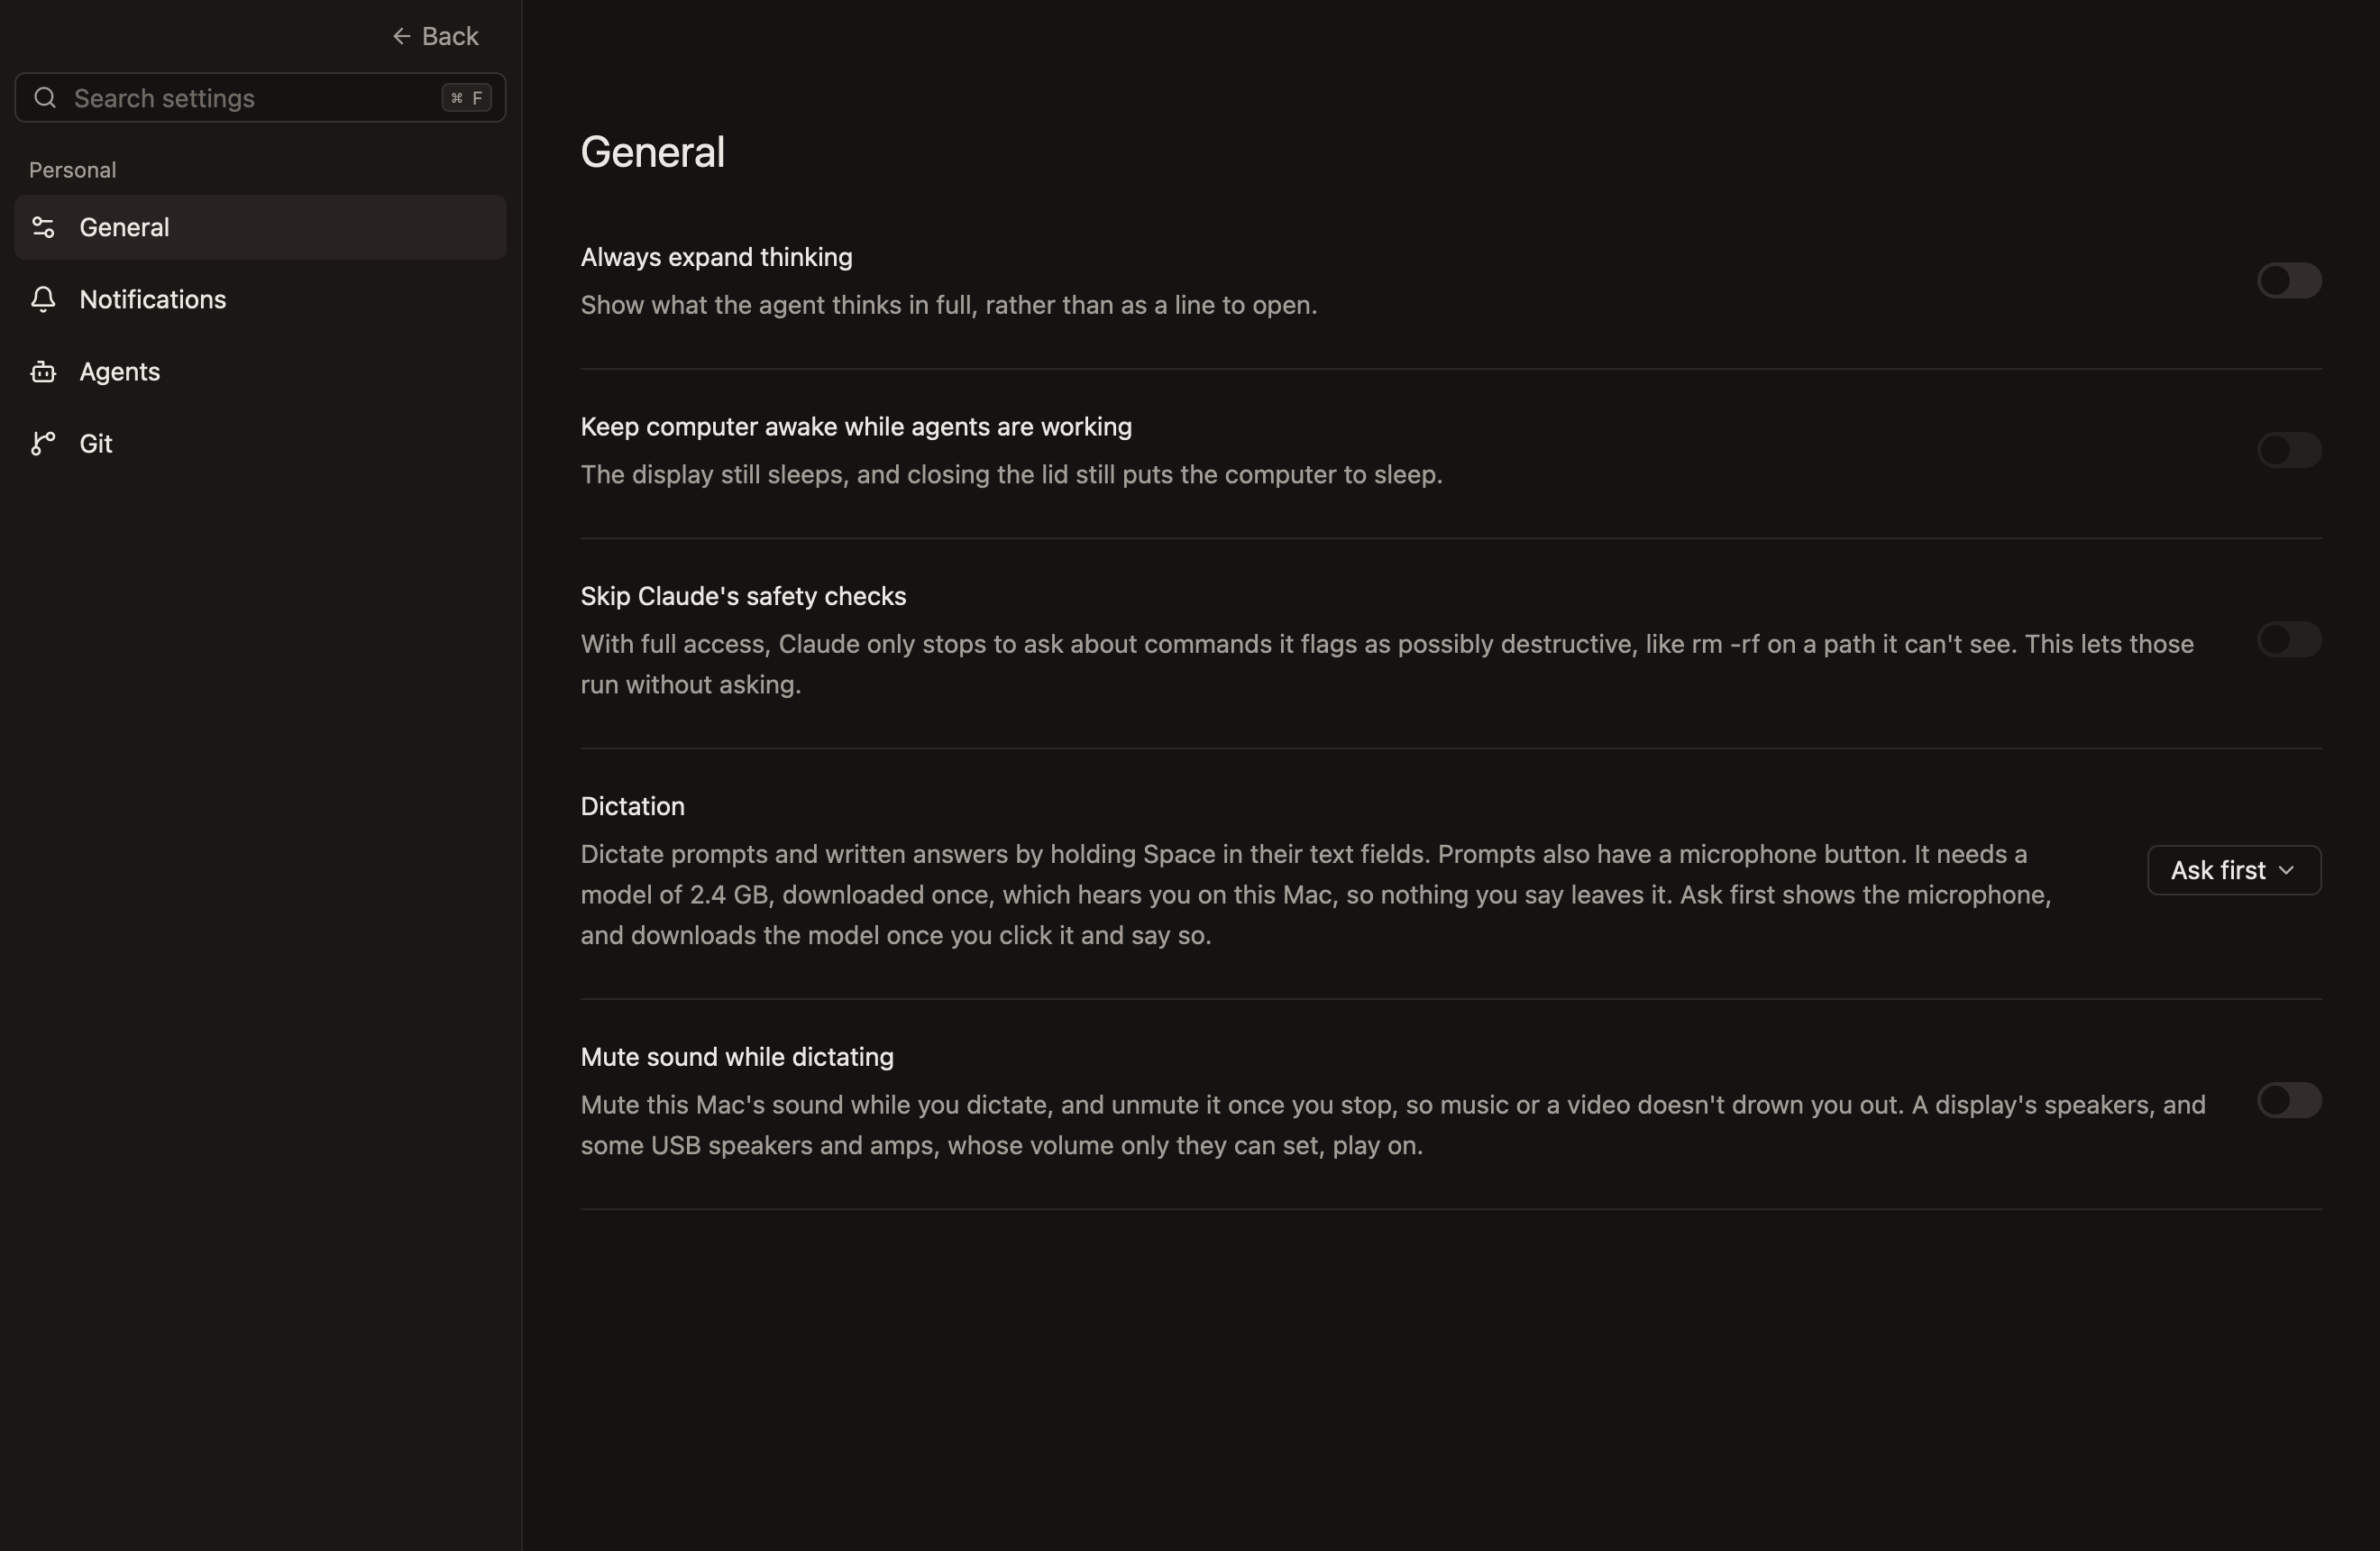 Back
Search settings
⌘ F
Personal
General
Notifications
Agents
Git
General
Always expand thinking
Show what the agent thinks in full, rather than as a line to open.
Keep computer awake while agents are working
The display still sleeps, and closing the lid still puts the computer to sleep.
Skip Claude's safety checks
With full access, Claude only stops to ask about commands it flags as possibly destructive, like rm -rf on a path it can't see. This lets those
run without asking.
Dictation
Dictate prompts and written answers by holding Space in their text fields. Prompts also have a microphone button. It needs a
model of 2.4 GB, downloaded once, which hears you on this Mac, so nothing you say leaves it. Ask first shows the microphone,
and downloads the model once you click it and say so.
Ask first
Mute sound while dictating
Mute this Mac's sound while you dictate, and unmute it once you stop, so music or a video doesn't drown you out. A display's speakers, and
some USB speakers and amps, whose volume only they can set, play on.